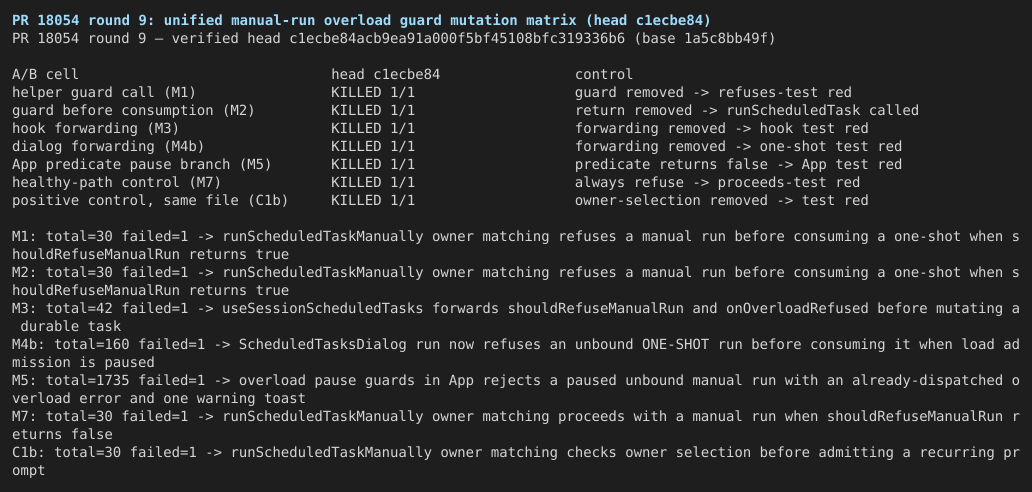 PR 18054 round 9: unified manual-run overload guard mutation matrix (head c1ecbe84)
PR 18054 round 9 — verified head c1ecbe84acb9ea91a000f5bf45108bfc319336b6 (base 1a5c8bb49f)
A/B cell head c1ecbe84 control
helper guard call (M1) KILLED 1/1 guard removed -> refuses-test red
guard before consumption (M2) KILLED 1/1 return removed -> runScheduledTask called
hook forwarding (M3) KILLED 1/1 forwarding removed -> hook test red
dialog forwarding (M4b) KILLED 1/1 forwarding removed -> one-shot test red
App predicate pause branch (M5) KILLED 1/1 predicate returns false -> App test red
healthy-path control (M7) KILLED 1/1 always refuse -> proceeds-test red
positive control, same file (C1b) KILLED 1/1 owner-selection removed -> test red
M1: total=30 failed=1 -> runScheduledTaskManually owner matching refuses a manual run before consuming a one-shot when s
houldRefuseManualRun returns true
M2: total=30 failed=1 -> runScheduledTaskManually owner matching refuses a manual run before consuming a one-shot when s
houldRefuseManualRun returns true
M3: total=42 failed=1 -> useSessionScheduledTasks forwards shouldRefuseManualRun and onOverloadRefused before mutating a
 durable task
M4b: total=160 failed=1 -> ScheduledTasksDialog run now refuses an unbound ONE-SHOT run before consuming it when load ad
mission is paused
M5: total=1735 failed=1 -> overload pause guards in App rejects a paused unbound manual run with an already-dispatched o
verload error and one warning toast
M7: total=30 failed=1 -> runScheduledTaskManually owner matching proceeds with a manual run when shouldRefuseManualRun r
eturns false
C1b: total=30 failed=1 -> runScheduledTaskManually owner matching checks owner selection before admitting a recurring pr
ompt